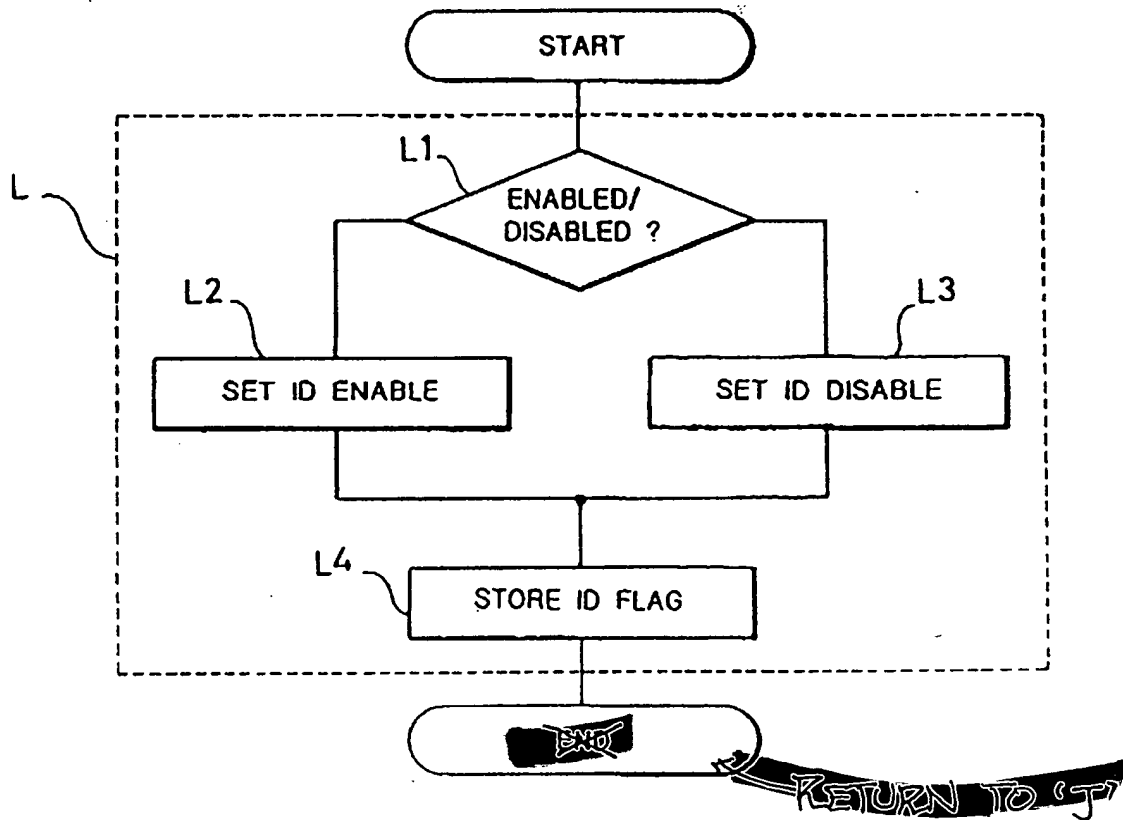 START
L
L1
ENABLED/
DISABLED ?
L2
L3
SET ID ENABLE
SET ID DISABLE
L4
STORE ID FLAG
END
RETURN TO 'J'